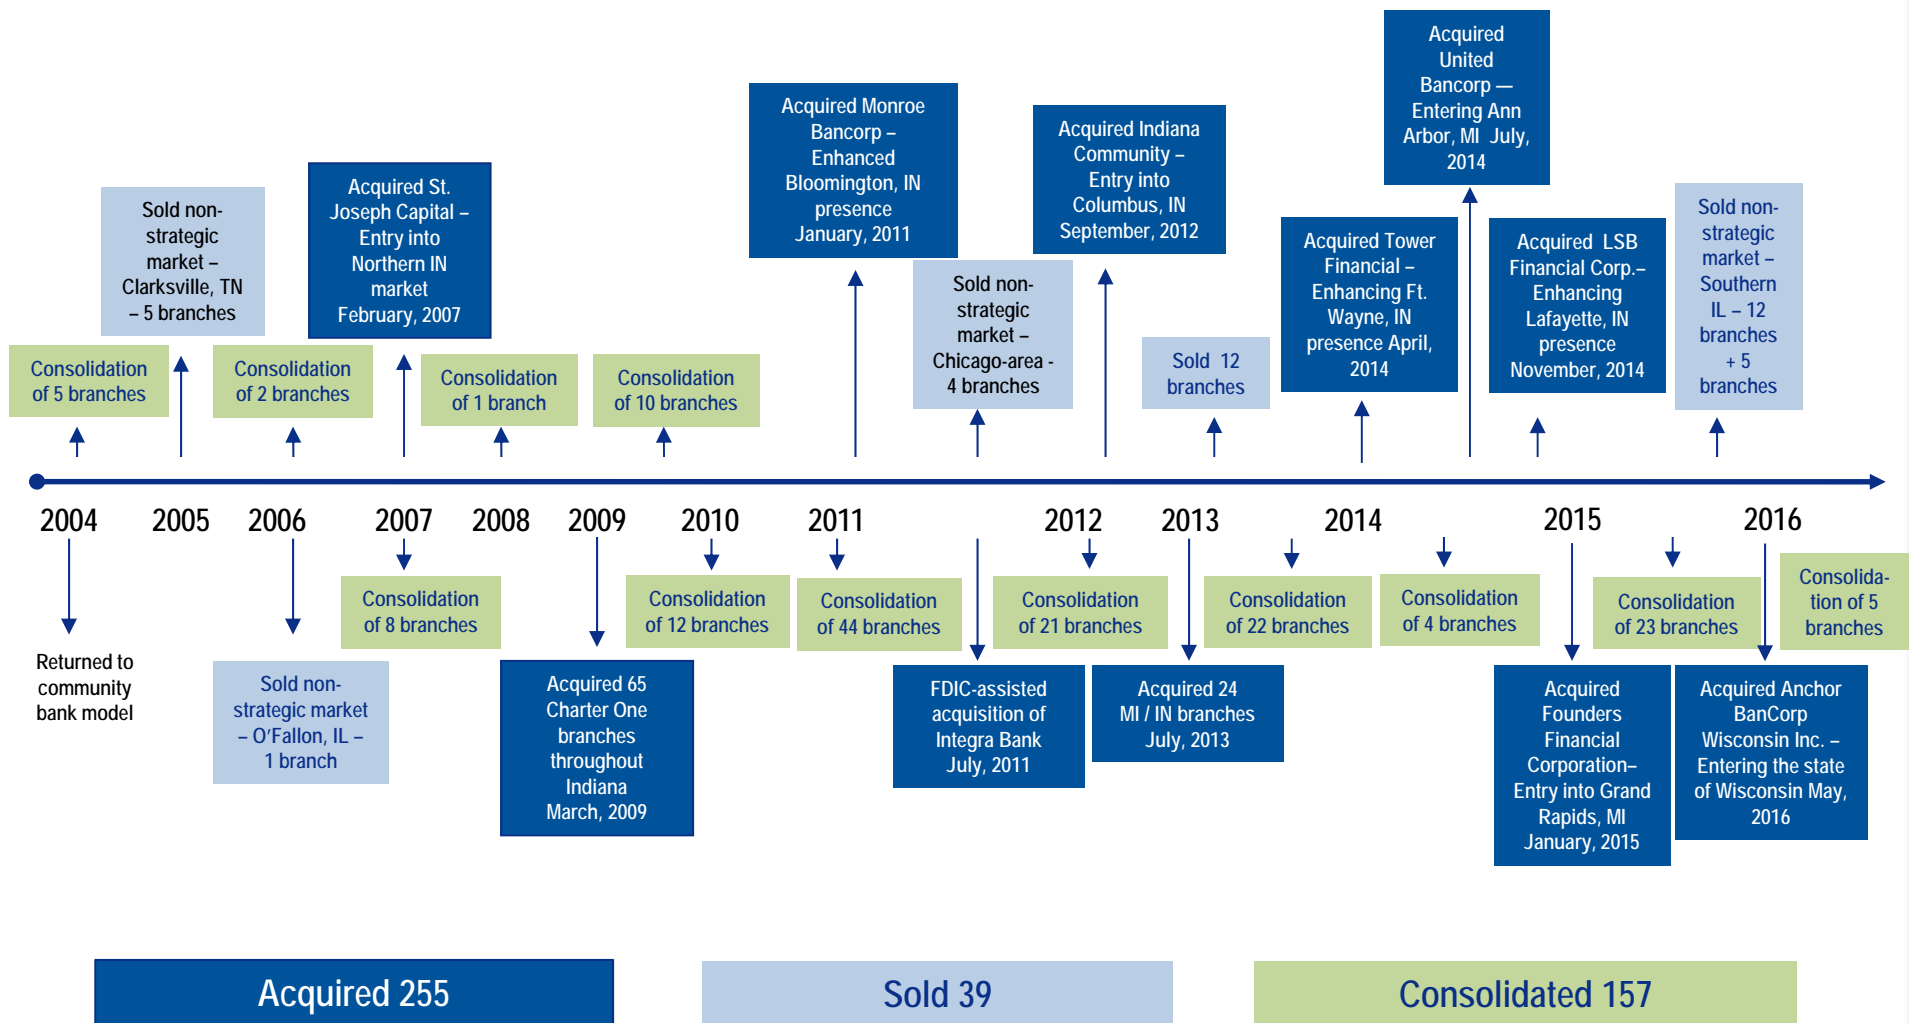 Acquired
United
Bancorp —
Entering Ann
Arbor, MI July,
2014
Acquired Monroe
Bancorp –
Enhanced
Bloomington, IN
presence
January, 2011
Acquired Indiana
Community –
Entry into
Columbus, IN
September, 2012
Acquired St.
Joseph Capital –
Entry into
Northern IN
market
February, 2007
Sold non-
strategic
market –
Clarksville, TN
– 5 branches
Sold non-
strategic
market –
Chicago-area -
4 branches
Acquired Tower
Financial –
Enhancing Ft.
Wayne, IN
presence April,
2014
Acquired LSB
Financial Corp.–
Enhancing
Lafayette, IN
presence
November, 2014
Sold non-
strategic
market –
Southern
IL – 12
branches
+ 5
branches
Consolidation
of 5 branches
Consolidation
of 2 branches
Consolidation
of 1 branch
Consolidation
of 10 branches
Sold 12
branches
2004
2005
2006
2007
2008
2009
2010
2011
2012
2013
2014
2015
2016
Returned to
community
bank model
Consolidation
of 8 branches
Consolidation
of 12 branches
Consolidation
of 44 branches
Consolidation
of 21 branches
Consolidation
of 22 branches
Consolidation
of 4 branches
Consolidation
of 23 branches
Consolida-
tion of 5
branches
Sold non-
strategic market
– O’Fallon, IL –
1 branch
Acquired 65
Charter One
branches
throughout
Indiana
March, 2009
FDIC-assisted
acquisition of
Integra Bank
July, 2011
Acquired 24
MI / IN branches
July, 2013
Acquired
Founders
Financial
Corporation–
Entry into Grand
Rapids, MI
January, 2015
Acquired Anchor
BanCorp
Wisconsin Inc. –
Entering the state
of Wisconsin May,
2016
Acquired 255
Sold 39
Consolidated 157